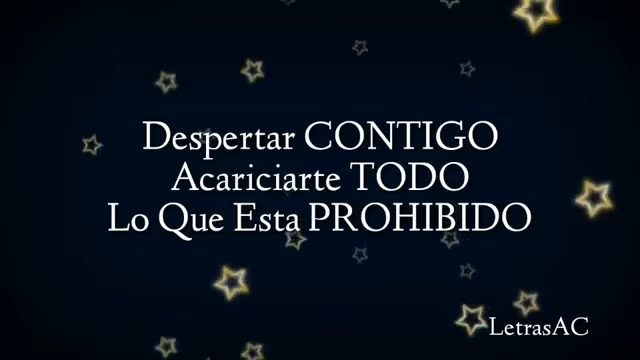 Despertar CONTIGO
Acariciarte TODO
Lo Que Esta PROHIBIDO
LetrasAC